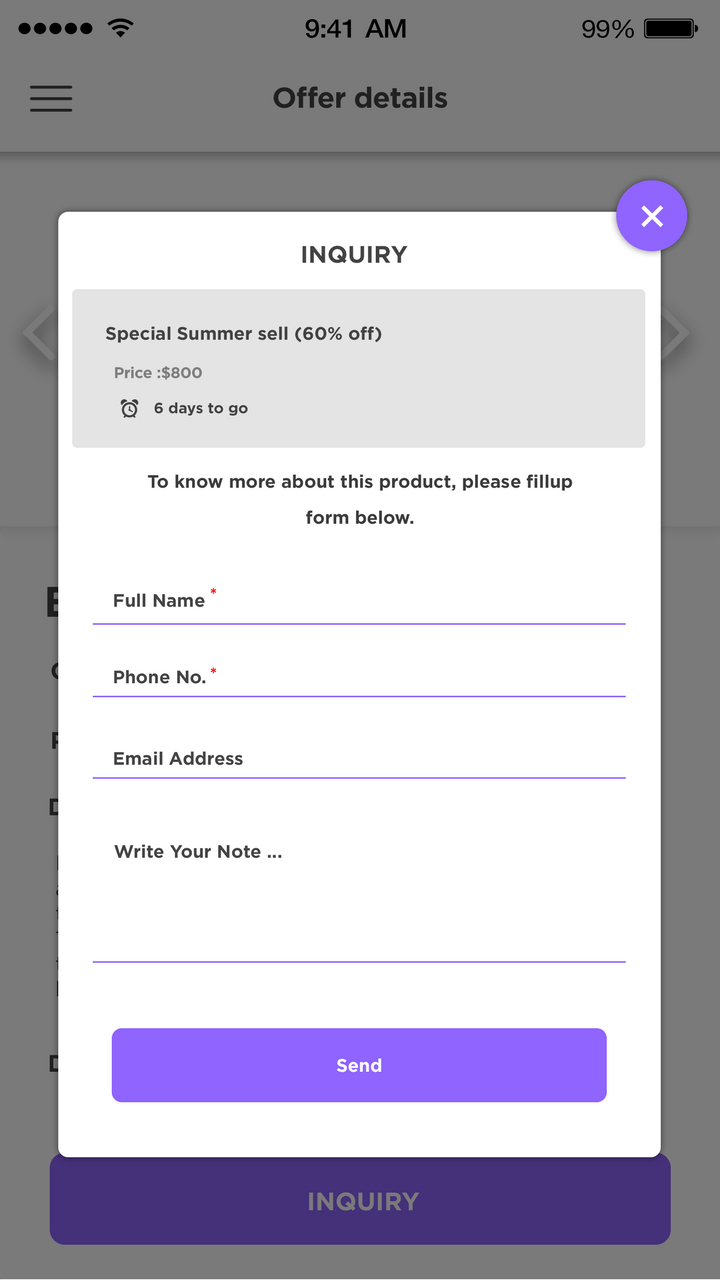 9:41 AM
99%
Offer details
INQUIRY
Special Summer sell (60% off)
Price :$800
6 days to go
To know more about this product, please fillup
form below.
Full Name *
Phone No. *
Email Address
Write Your Note ...
Send
INQUIRY